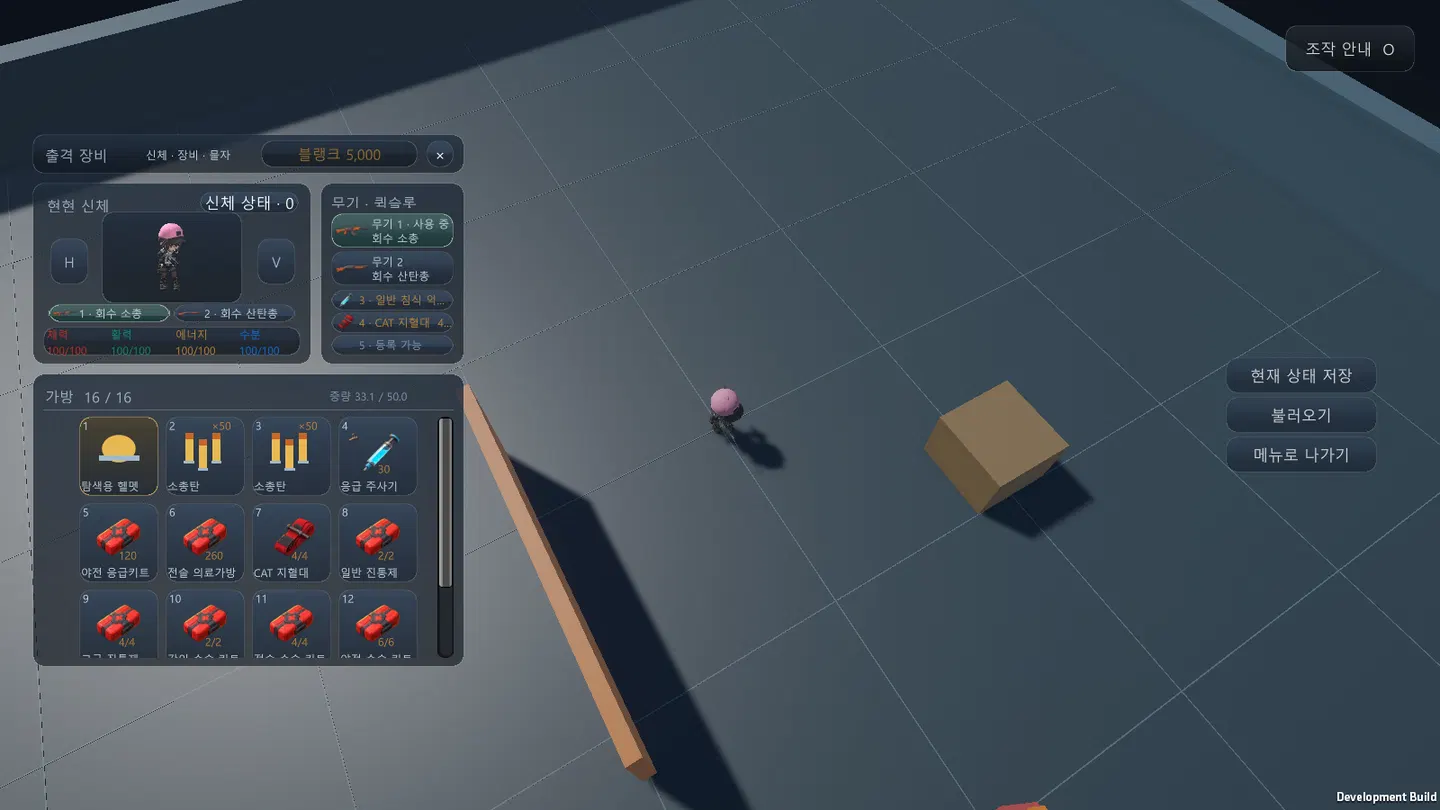 조작 안내 O
출격 장비
신체 · 장비 · 물자
블랭크 5,000
×
현현 신체
신체 상태 · 0
H
V
1 · 회수 소총
2 · 회수 산탄총
체력
활력
에너지
수분
100/100
100/100
100/100
100/100
무기 · 퀵슬루
무기 1 · 사용 중
회수 소총
무기 2
회수 산탄총
3 · 일반 침식 억...
4 · CAT 지혈대 4...
5 · 등록 가능
가방 16 / 16
중량 33.1 / 50.0
1
탐색용 헬멧
2
×50
소총탄
3
×50
소총탄
4
30
응급 주사기
5
120
야전 응급키트
6
260
전술 의료가방
7
4/4
CAT 지혈대
8
2/2
일반 진통제
9
4/4
10
2/2
11
4/4
12
6/6
현재 상태 저장
불러오기
메뉴로 나가기
Development Build